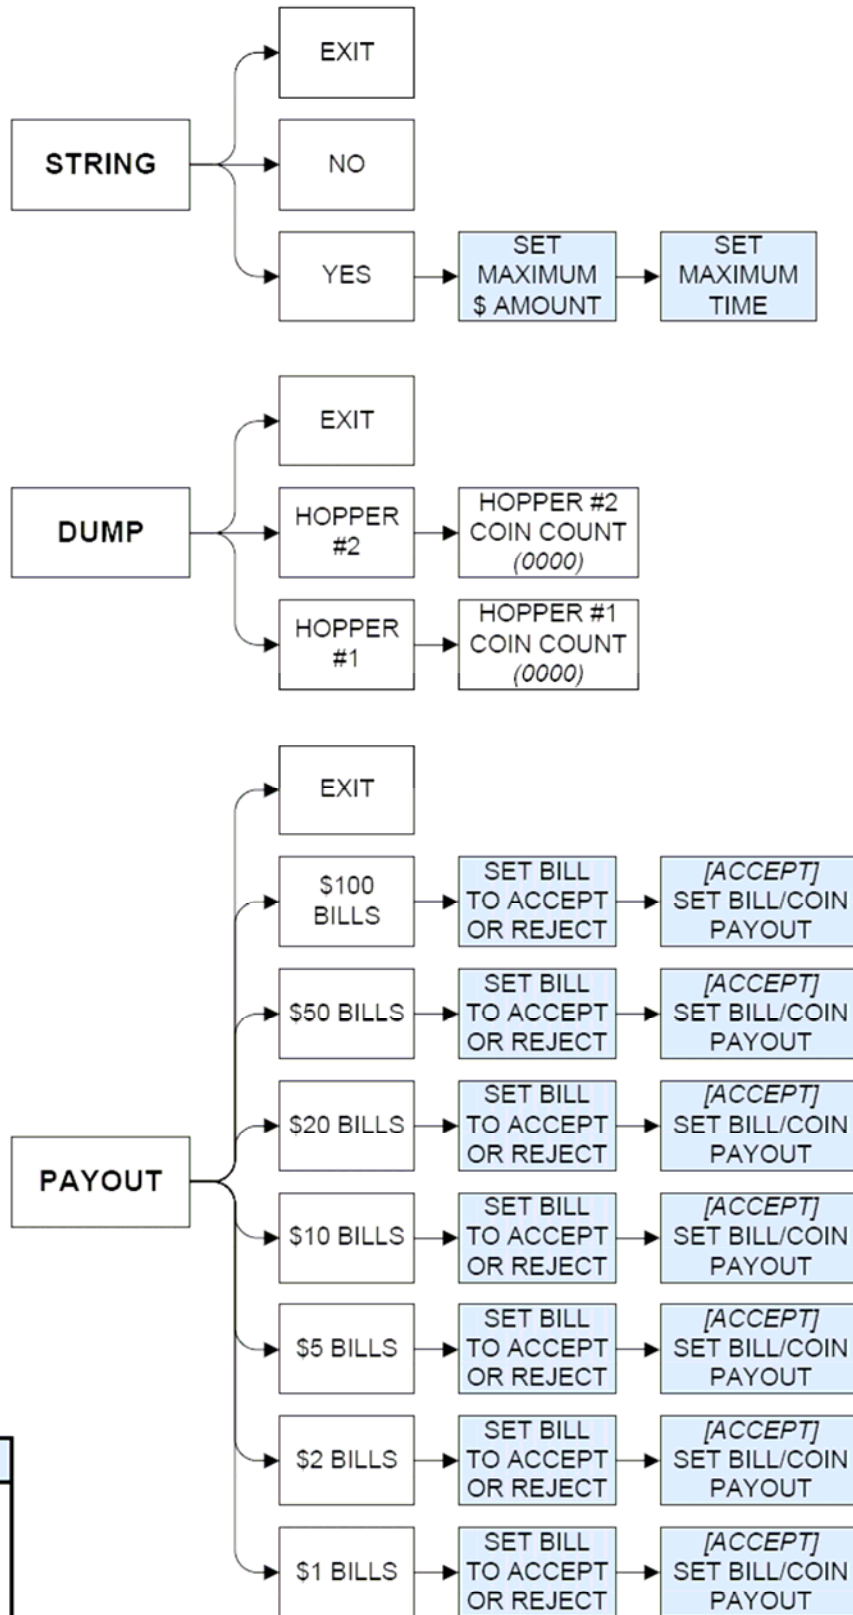 EXIT
STRING
NO
YES
SET
MAXIMUM
$ AMOUNT
SET
MAXIMUM
TIME
EXIT
DUMP
HOPPER
#2
HOPPER #2
COIN COUNT
(0000)
HOPPER
#1
HOPPER #1
COIN COUNT
(0000)
EXIT
$100
BILLS
SET BILL
TO ACCEPT
OR REJECT
[ACCEPT]
SET BILL/COIN
PAYOUT
$50 BILLS
SET BILL
TO ACCEPT
OR REJECT
[ACCEPT]
SET BILL/COIN
PAYOUT
$20 BILLS
SET BILL
TO ACCEPT
OR REJECT
[ACCEPT]
SET BILL/COIN
PAYOUT
PAYOUT
$10 BILLS
SET BILL
TO ACCEPT
OR REJECT
[ACCEPT]
SET BILL/COIN
PAYOUT
$5 BILLS
SET BILL
TO ACCEPT
OR REJECT
[ACCEPT]
SET BILL/COIN
PAYOUT
$2 BILLS
SET BILL
TO ACCEPT
OR REJECT
[ACCEPT]
SET BILL/COIN
PAYOUT
$1 BILLS
SET BILL
TO ACCEPT
OR REJECT
[ACCEPT]
SET BILL/COIN
PAYOUT